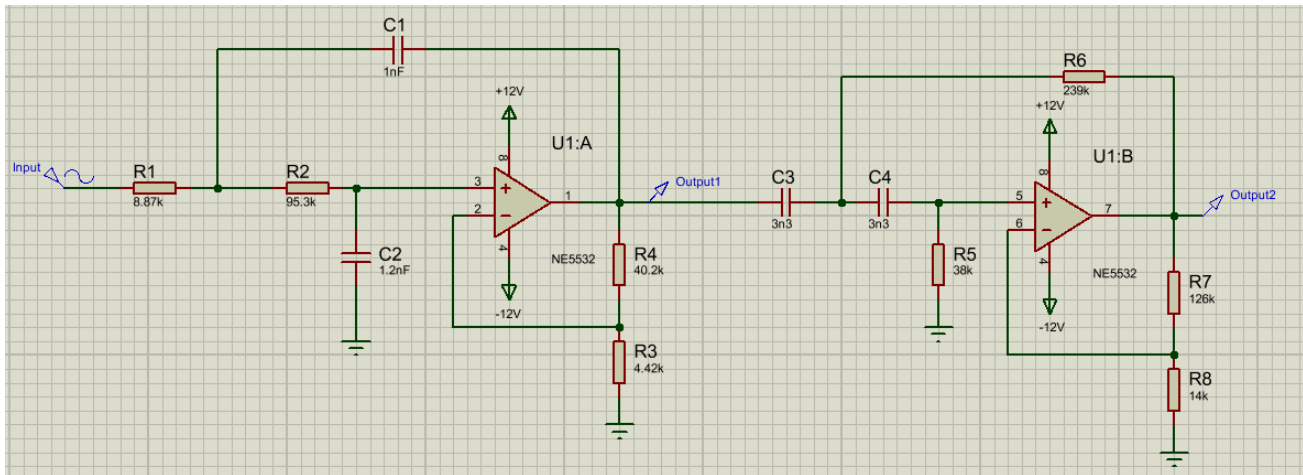 C1
1nF
+12V
8
U1:A
Input
R1
8.87k
R2
95.3k
3
2
1
4
NE5532
-12V
C2
1.2nF
Output1
R4
40.2k
R3
4.42k
C3
3n3
C4
3n3
R5
38k
R6
239k
+12V
8
U1:B
5
6
7
4
NE5532
-12V
Output2
R7
126k
R8
14k